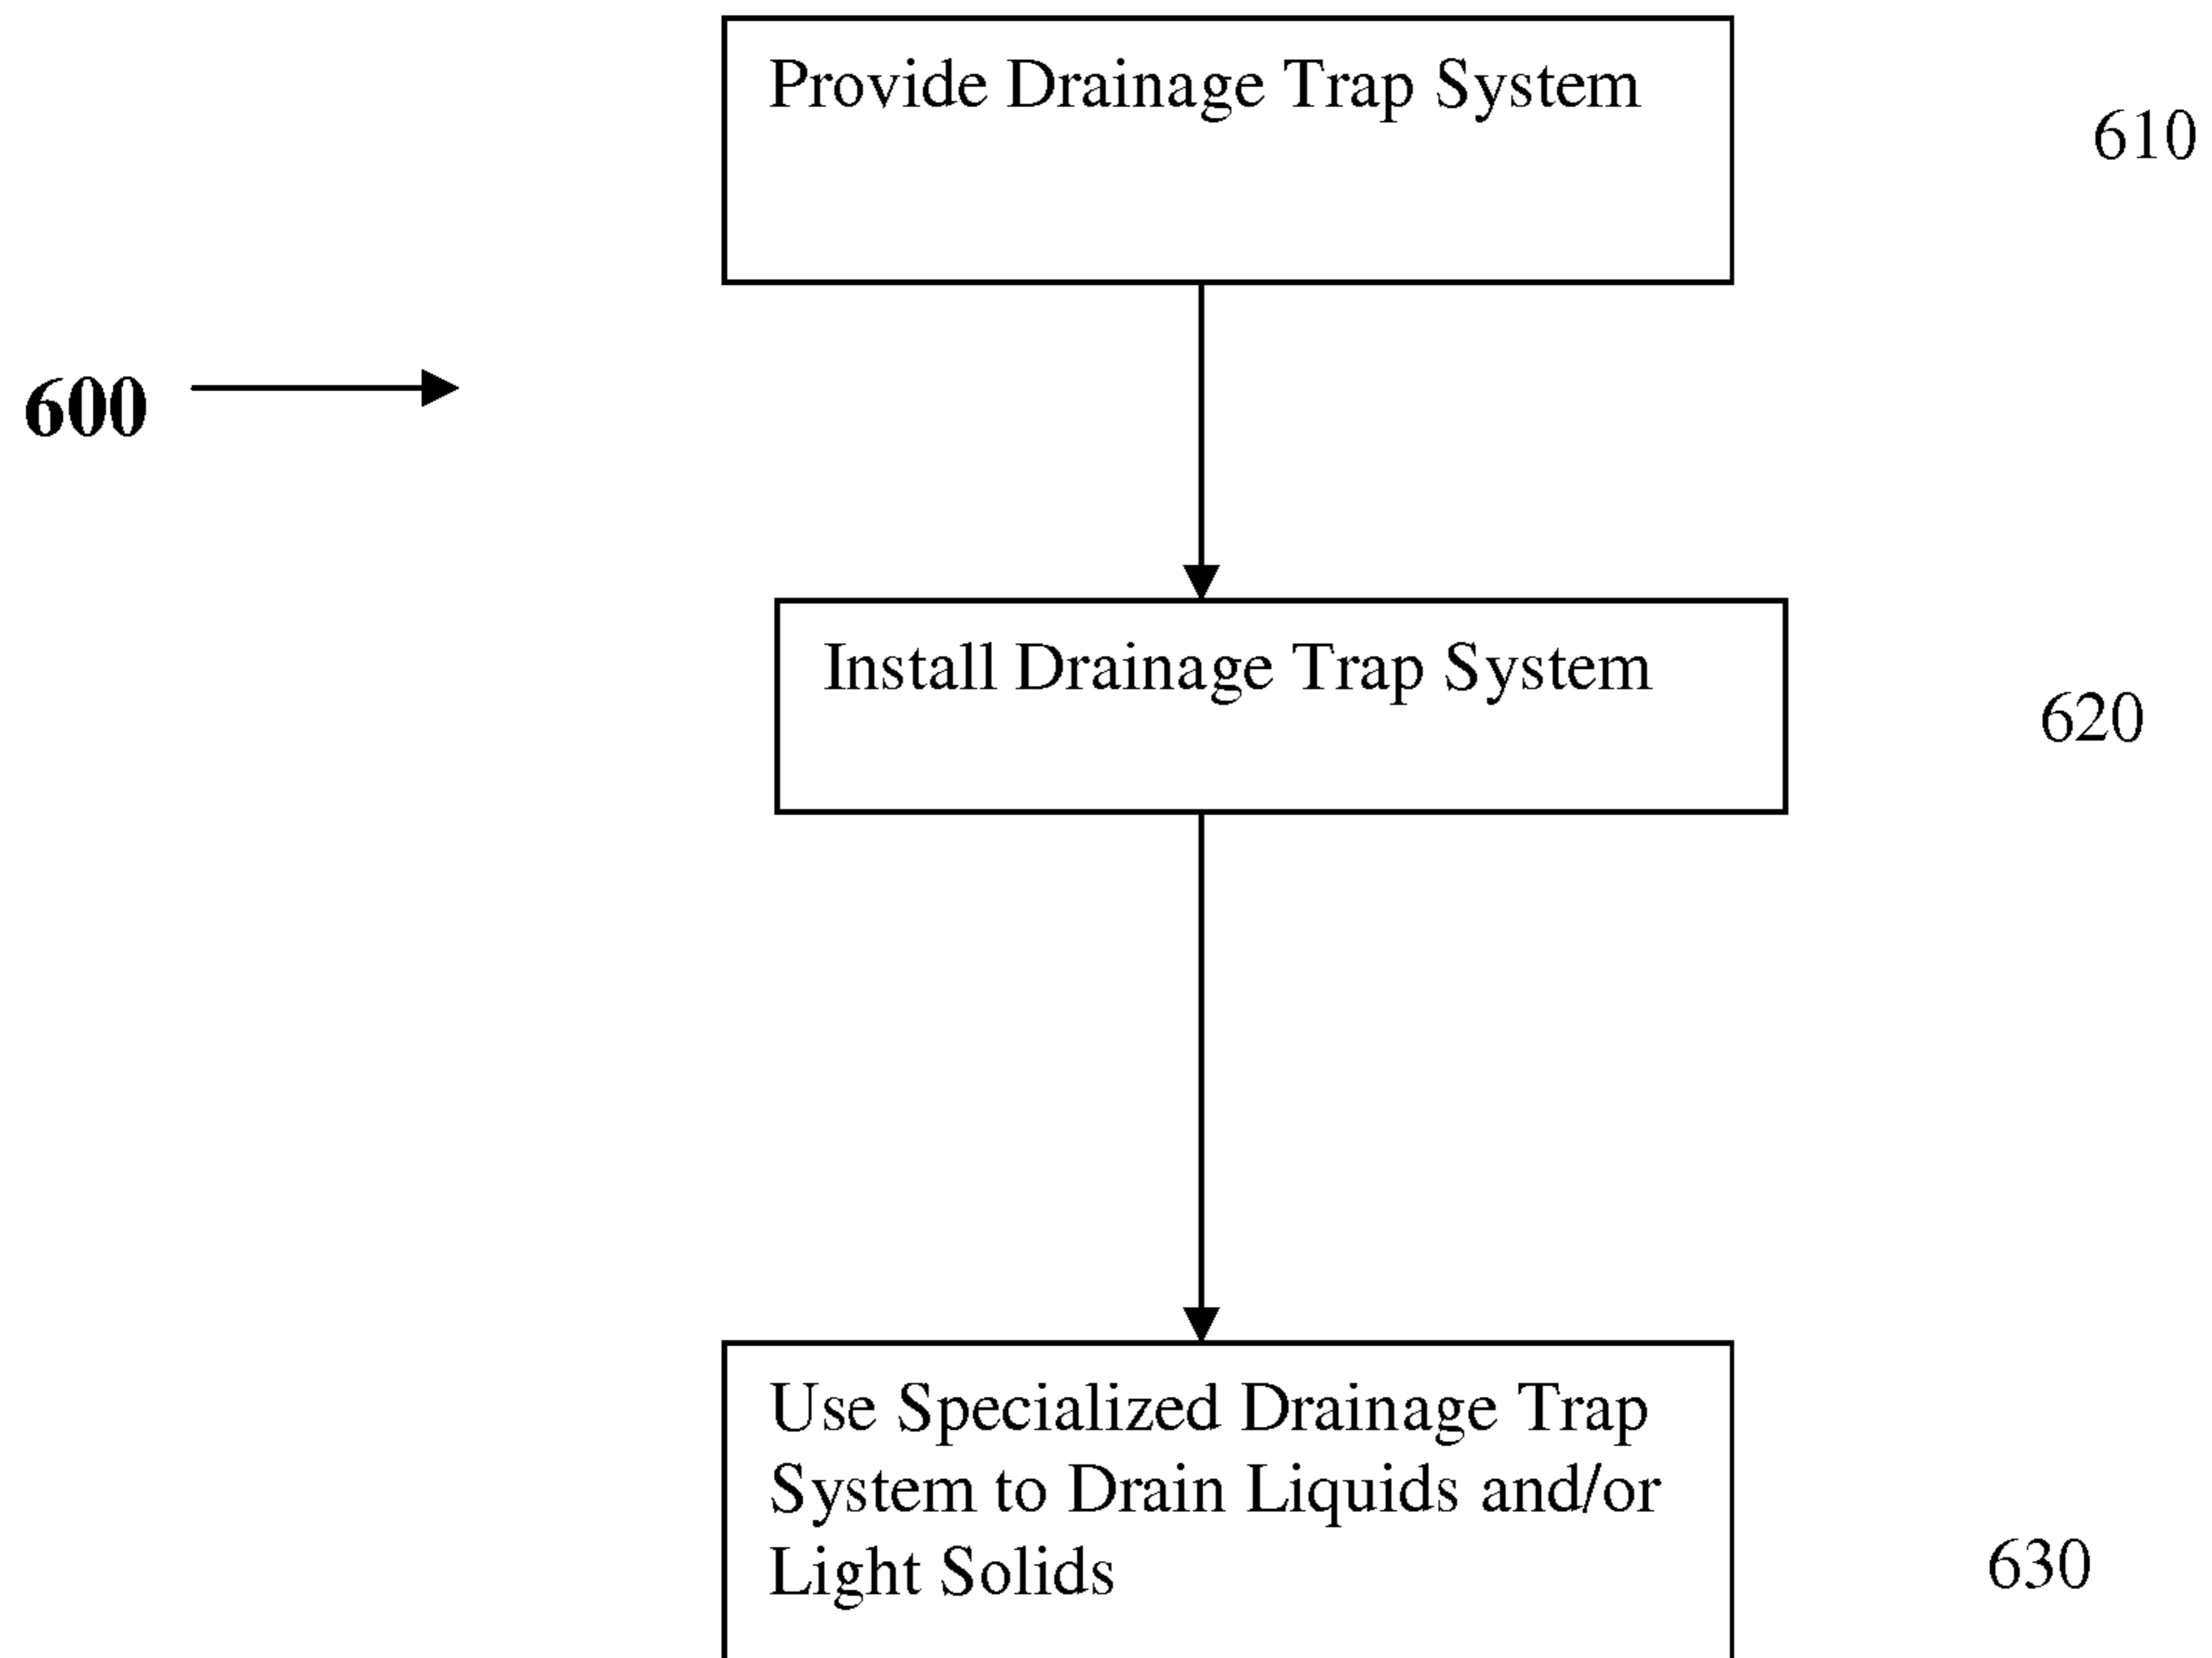 Provide Drainage Trap System
610
600
Install Drainage Trap System
620
Use Specialized Drainage Trap
System to Drain Liquids and/or
Light Solids
630